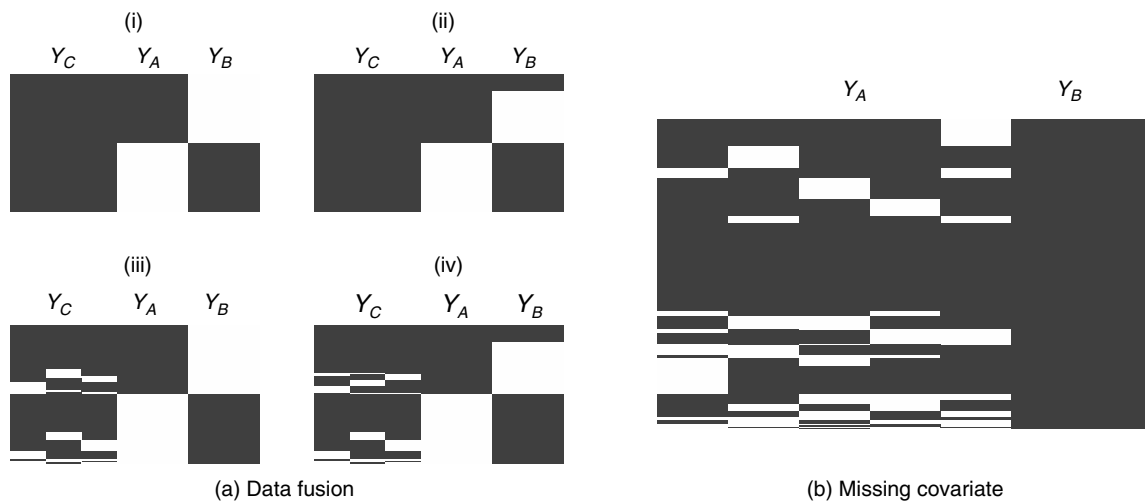 (i)
Y_C Y_A Y_B
(ii)
Y_C Y_A Y_B
(iii)
Y_C Y_A Y_B
(iv)
Y_C Y_A Y_B
(a) Data fusion
Y_A Y_B
(b) Missing covariate